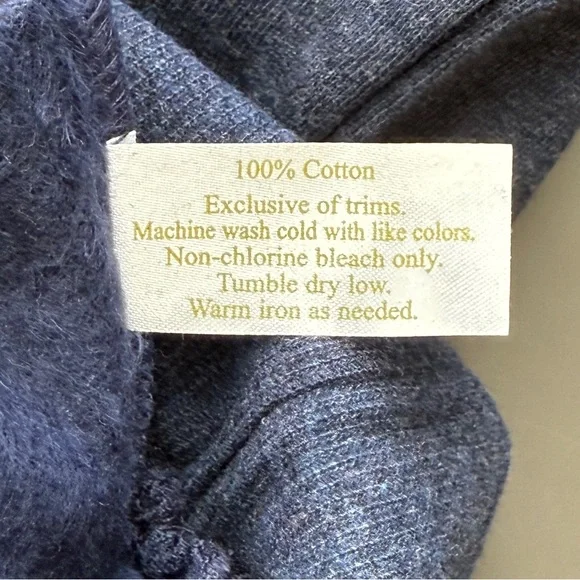 100% Cotton
Exclusive of trims.
Machine wash cold with like colors.
Non-chlorine bleach only.
Tumble dry low.
Warm iron as needed.